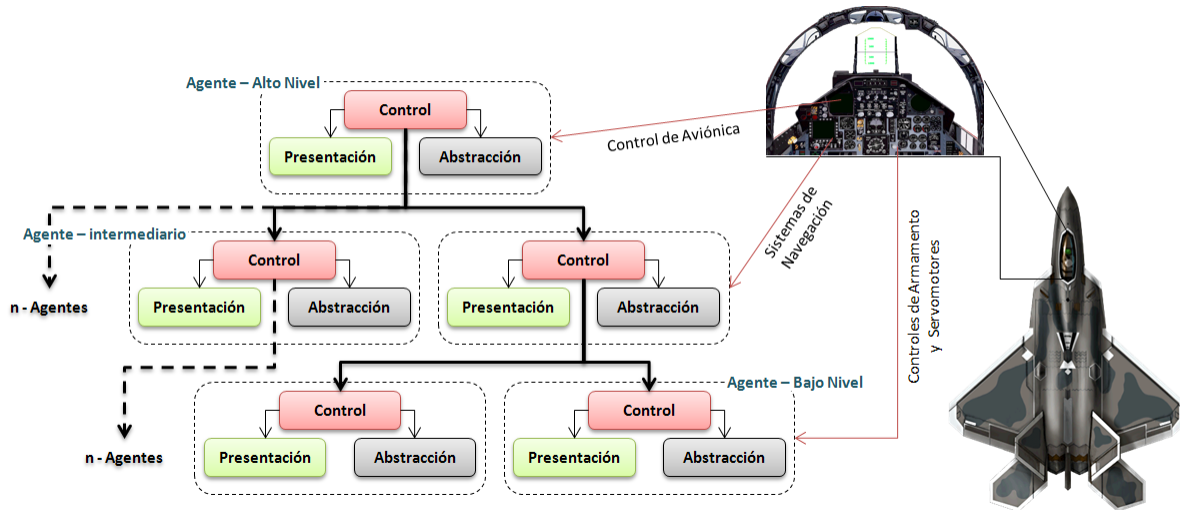 Agente – Alto Nivel
Control
Presentación
Abstracción
Control de Aviónica
Sistemas de
Navegación
Controles de Armamento
y Servomotores
Agente – intermediario
Control
Presentación
Abstracción
Control
Presentación
Abstracción
n - Agentes
Agente – Bajo Nivel
Control
Presentación
Abstracción
Control
Presentación
Abstracción
n - Agentes